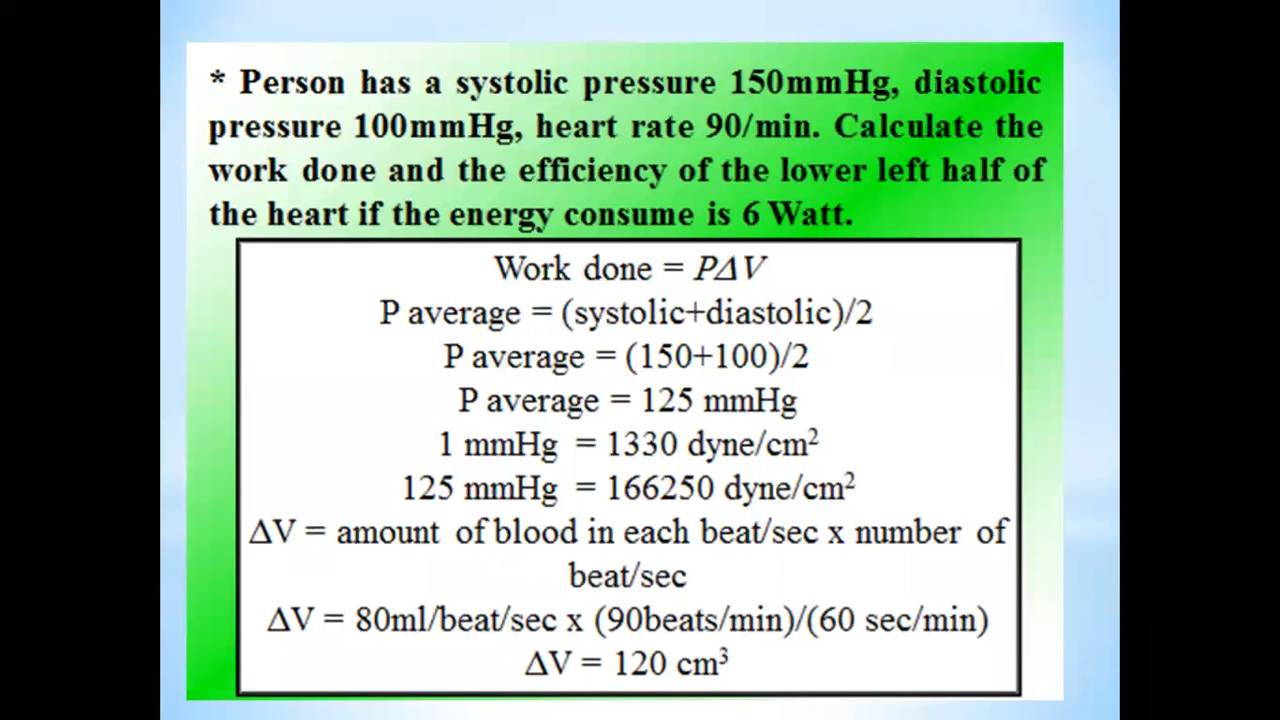 * Person has a systolic pressure 150mmHg, diastolic
pressure 100mmHg, heart rate 90/min. Calculate the
work done and the efficiency of the lower left half of
the heart if the energy consume is 6 Watt.
Work done = PΔV
P average = (systolic+diastolic)/2
P average = (150+100)/2
P average = 125 mmHg
1 mmHg = 1330 dyne/cm²
125 mmHg = 166250 dyne/cm²
ΔV = amount of blood in each beat/sec x number of
beat/sec
ΔV = 80ml/beat/sec x (90beats/min)/(60 sec/min)
ΔV = 120 cm³